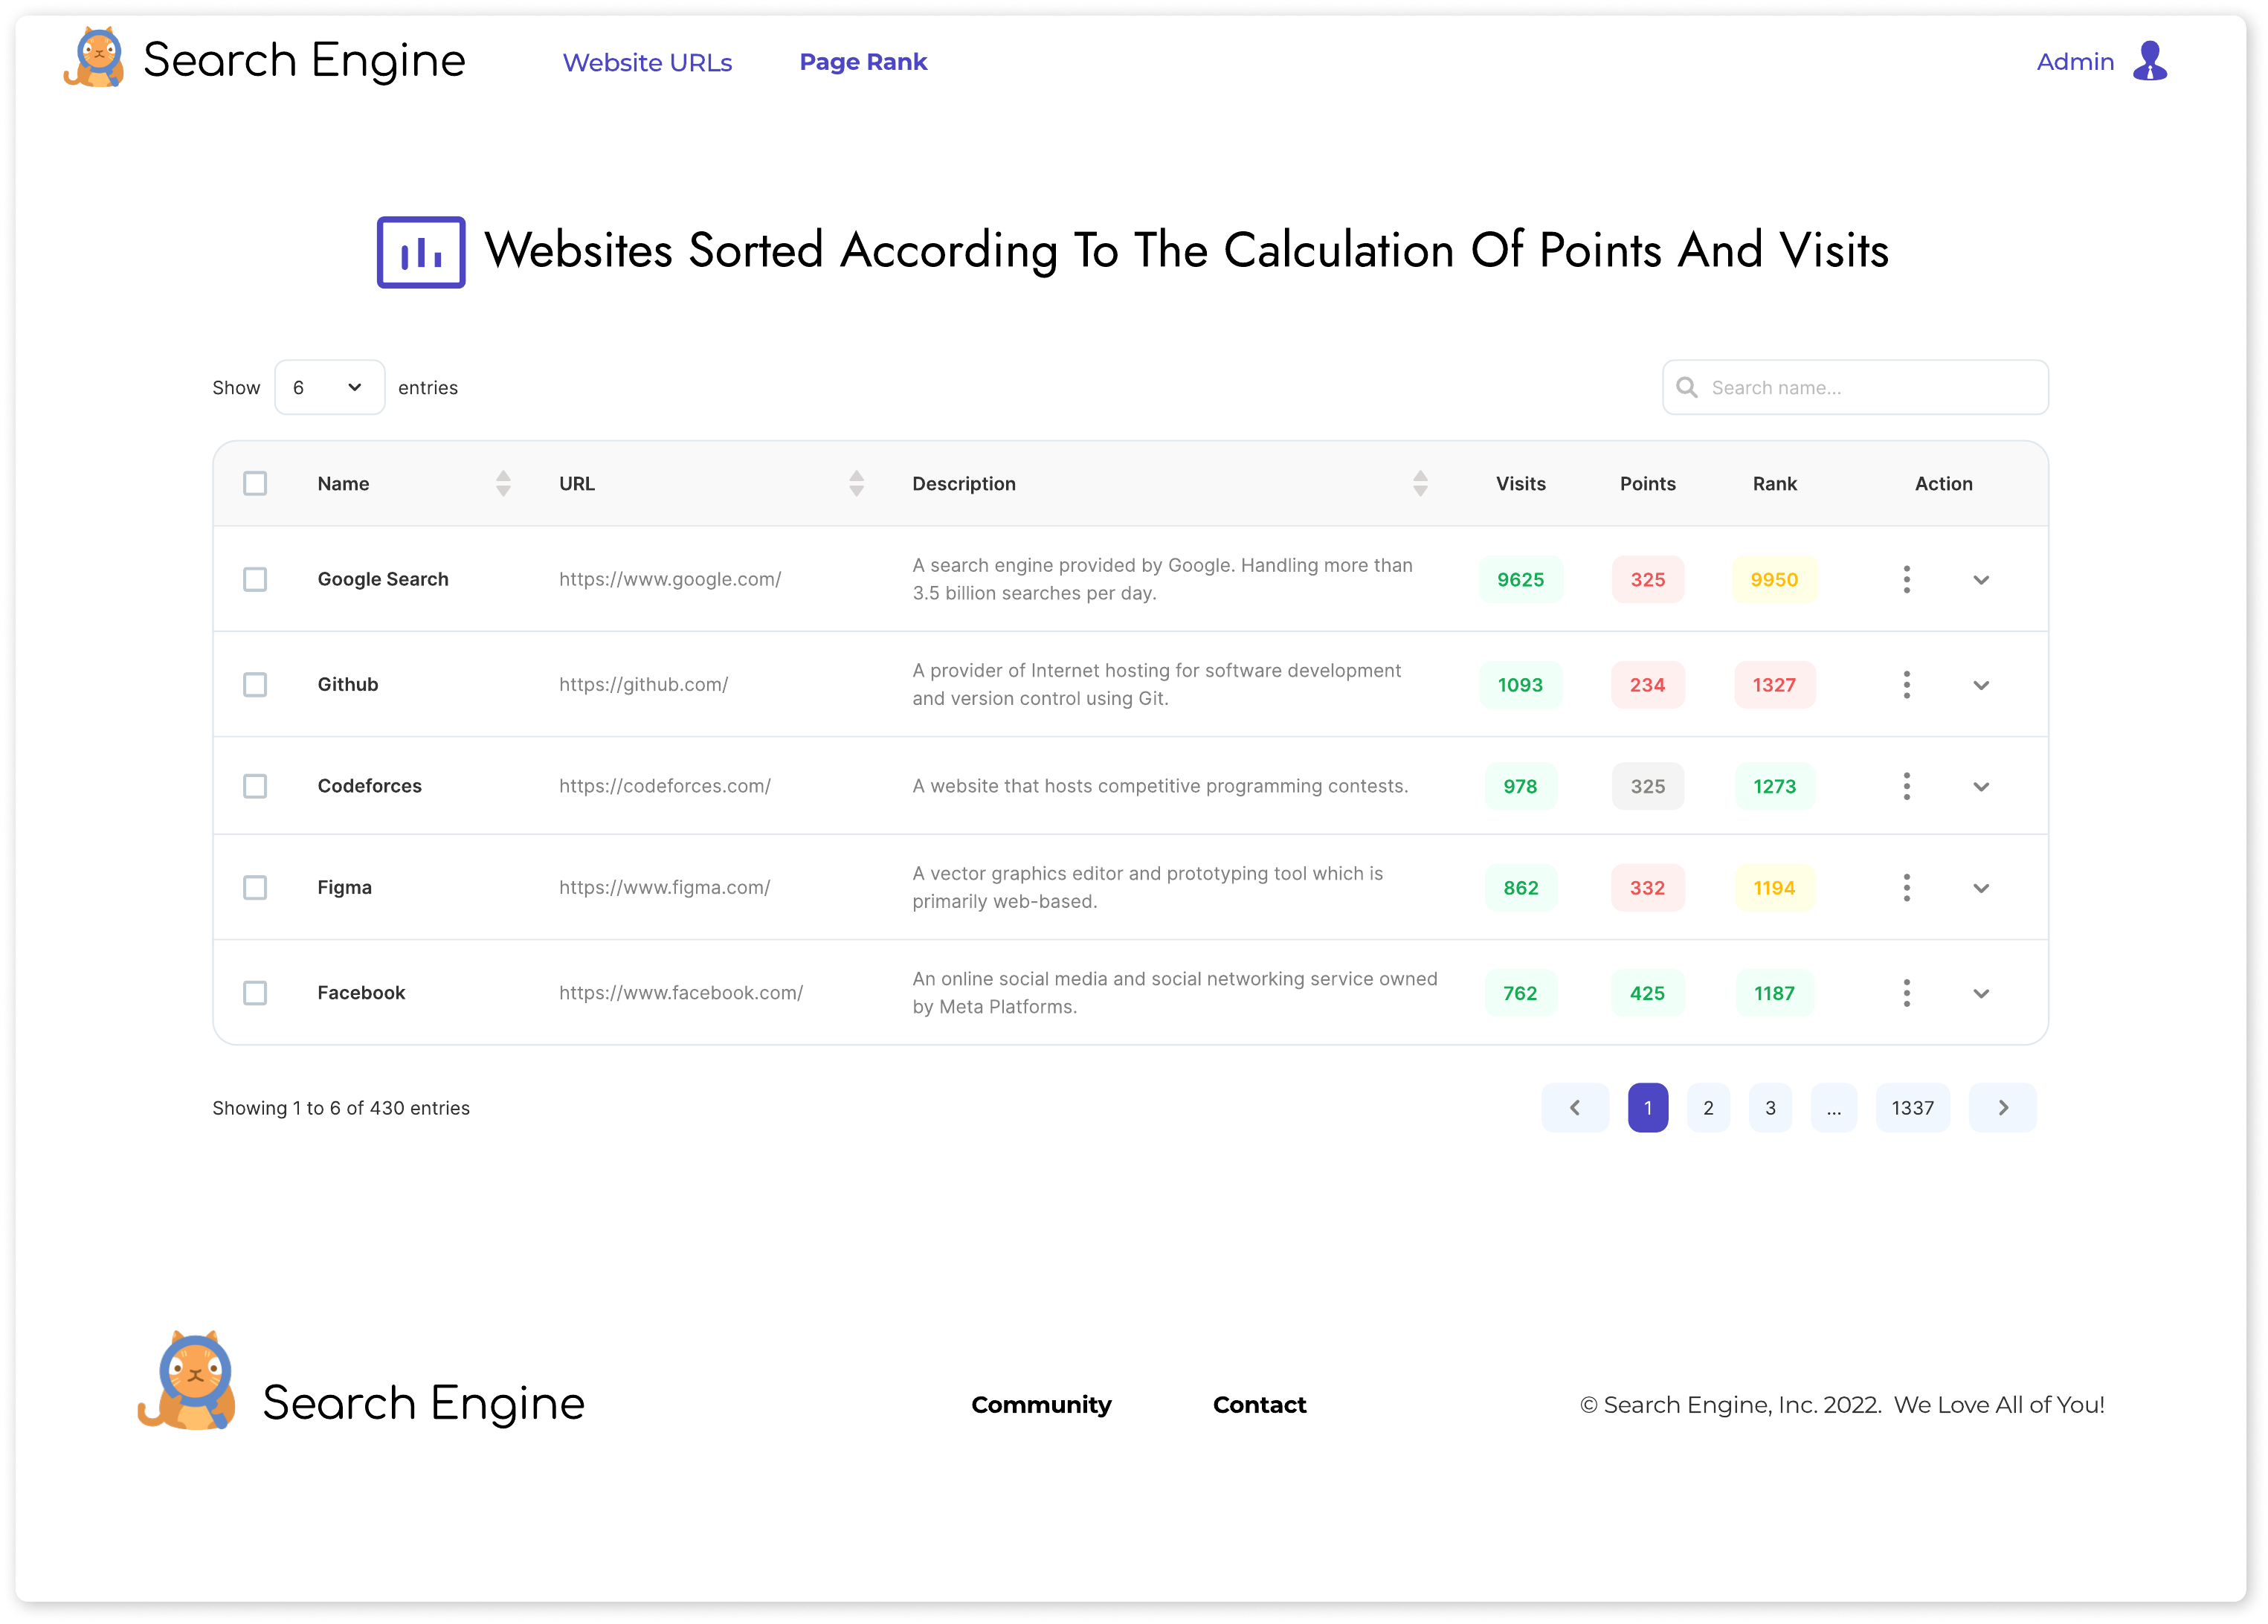 Search Engine Website URLs Page Rank Admin
Websites Sorted According To The Calculation Of Points And Visits
Show 6 entries Search name...
Name URL Description Visits Points Rank Action
Google Search https://www.google.com/ A search engine provided by Google. Handling more than
3.5 billion searches per day. 9625 325 9950
Github https://github.com/ A provider of Internet hosting for software development
and version control using Git. 1093 234 1327
Codeforces https://codeforces.com/ A website that hosts competitive programming contests. 978 325 1273
Figma https://www.figma.com/ A vector graphics editor and prototyping tool which is
primarily web-based. 862 332 1194
Facebook https://www.facebook.com/ An online social media and social networking service owned
by Meta Platforms. 762 425 1187
Showing 1 to 6 of 430 entries 1 2 3 ... 1337
Search Engine Community Contact © Search Engine, Inc. 2022. We Love All of You!